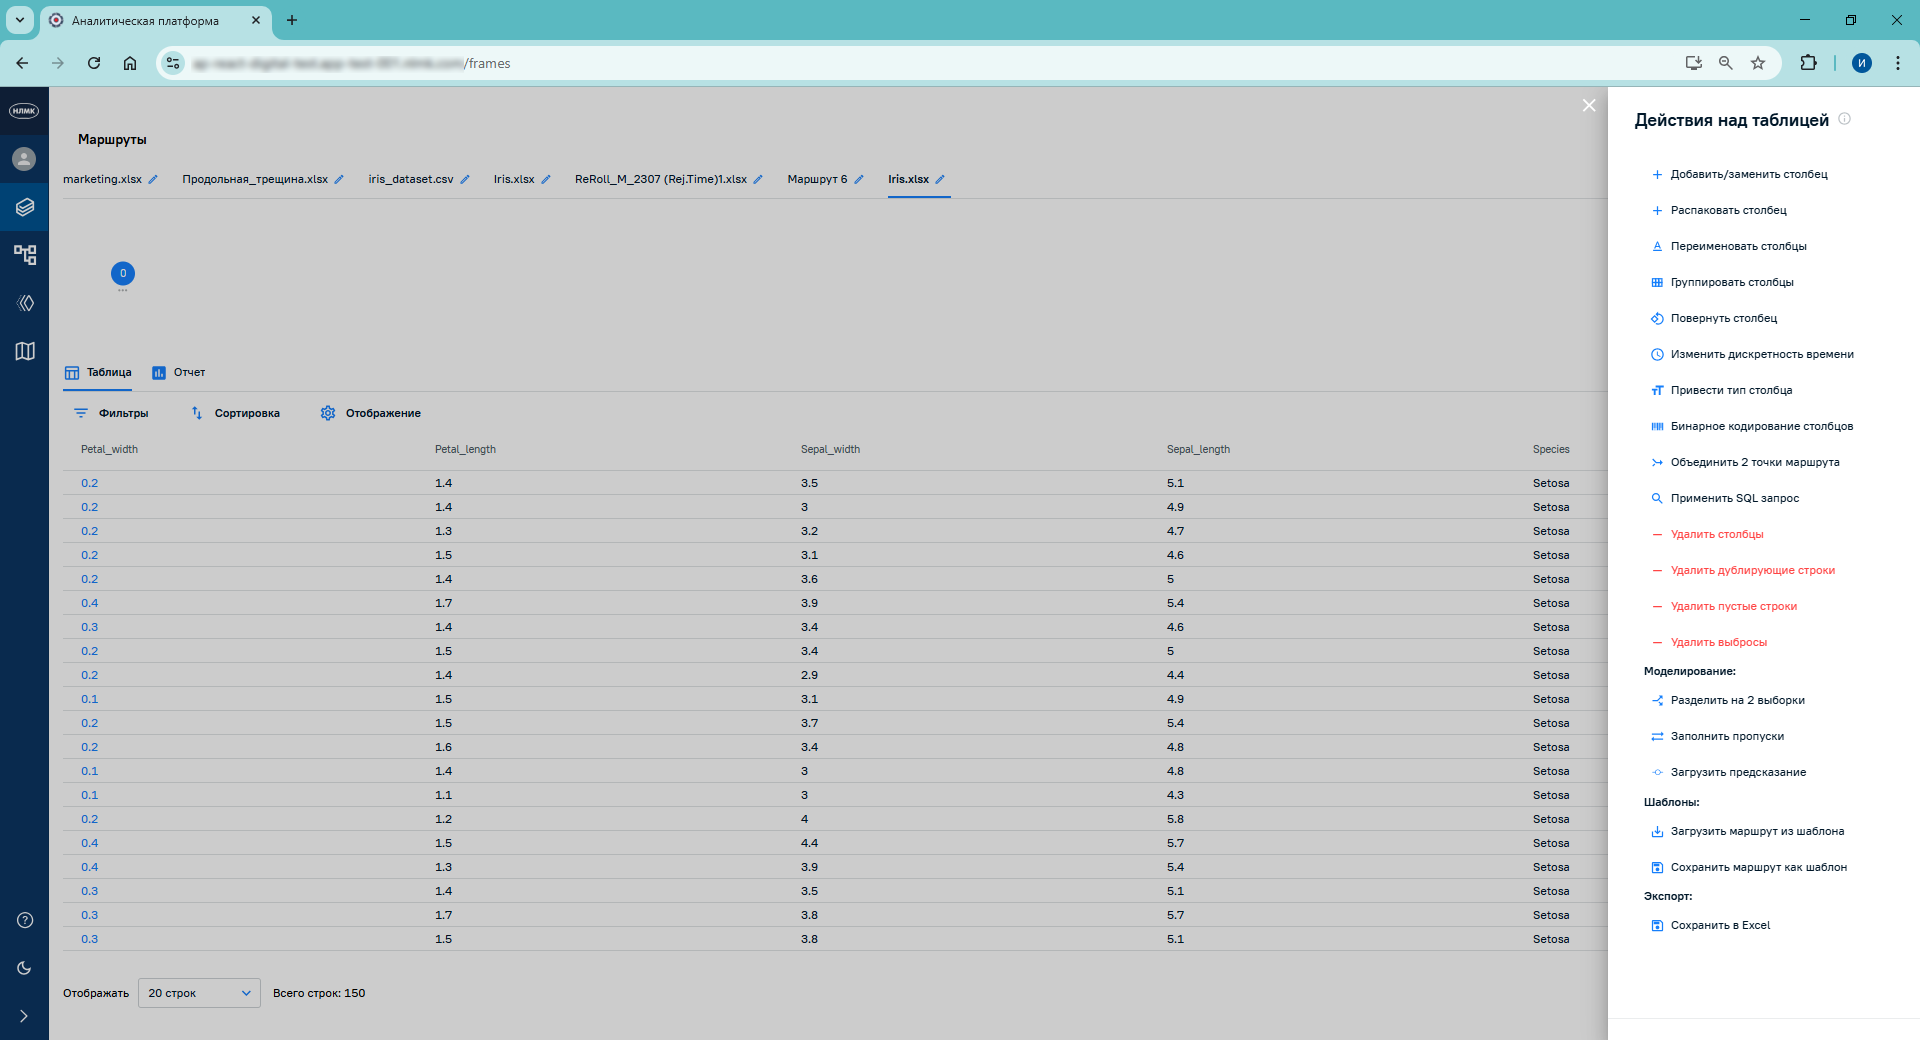 Аналитическая платформа
/frames
И
НЛМК
Маршруты
marketing.xlsx Продольная_трещина.xlsx iris_dataset.csv Iris.xlsx ReRoll_M_2307 (Rej.Time)1.xlsx Маршрут 6 Iris.xlsx
0
Таблица Отчет
Фильтры Сортировка Отображение
Petal_width Petal_length Sepal_width Sepal_length Species
0.2 1.4 3.5 5.1 Setosa
0.2 1.4 3 4.9 Setosa
0.2 1.3 3.2 4.7 Setosa
0.2 1.5 3.1 4.6 Setosa
0.2 1.4 3.6 5 Setosa
0.4 1.7 3.9 5.4 Setosa
0.3 1.4 3.4 4.6 Setosa
0.2 1.5 3.4 5 Setosa
0.2 1.4 2.9 4.4 Setosa
0.1 1.5 3.1 4.9 Setosa
0.2 1.5 3.7 5.4 Setosa
0.2 1.6 3.4 4.8 Setosa
0.1 1.4 3 4.8 Setosa
0.1 1.1 3 4.3 Setosa
0.2 1.2 4 5.8 Setosa
0.4 1.5 4.4 5.7 Setosa
0.4 1.3 3.9 5.4 Setosa
0.3 1.4 3.5 5.1 Setosa
0.3 1.7 3.8 5.7 Setosa
0.3 1.5 3.8 5.1 Setosa
Отображать 20 строк Всего строк: 150
Действия над таблицей
Добавить/заменить столбец
Распаковать столбец
Переименовать столбцы
Группировать столбцы
Повернуть столбец
Изменить дискретность времени
Привести тип столбца
Бинарное кодирование столбцов
Объединить 2 точки маршрута
Применить SQL запрос
Удалить столбцы
Удалить дублирующие строки
Удалить пустые строки
Удалить выбросы
Моделирование:
Разделить на 2 выборки
Заполнить пропуски
Загрузить предсказание
Шаблоны:
Загрузить маршрут из шаблона
Сохранить маршрут как шаблон
Экспорт:
Сохранить в Excel